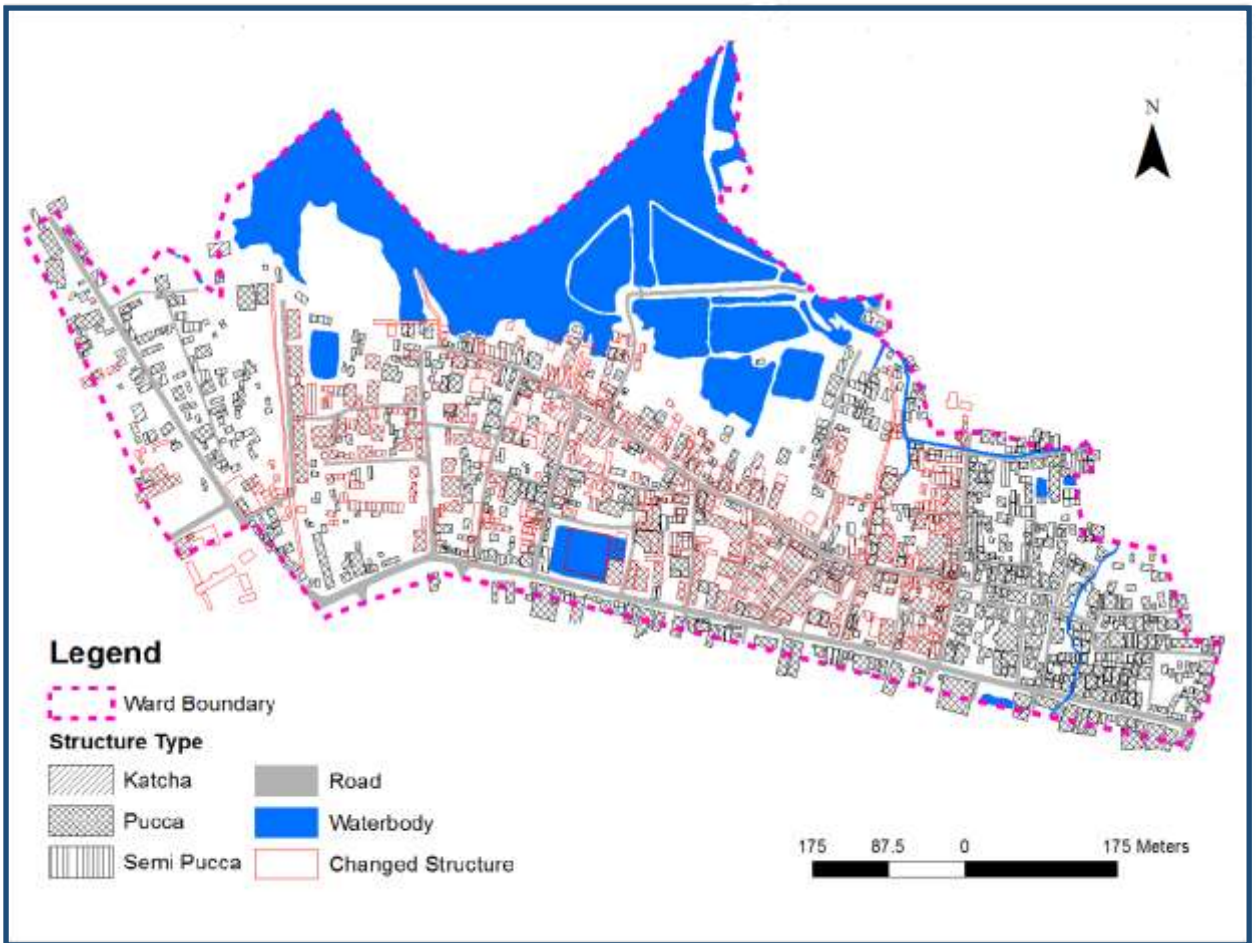 N
Legend
Ward Boundary
Structure Type
Katcha
Road
Pucca
Waterbody
Semi Pucca
Changed Structure
175 87.5 0 175 Meters